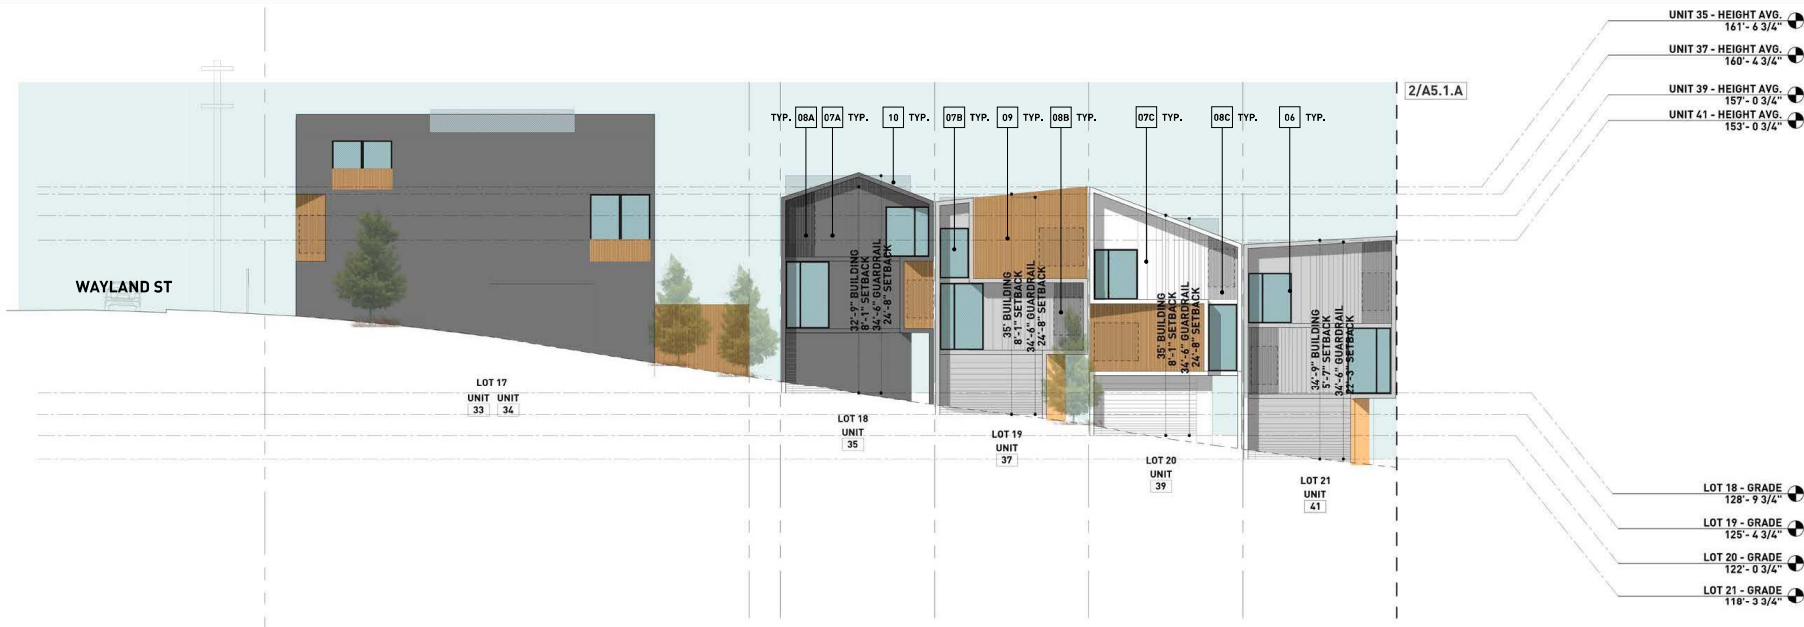 UNIT 35 - HEIGHT AVG.
161'- 6 3/4"
UNIT 37 - HEIGHT AVG.
160'- 4 3/4"
UNIT 39 - HEIGHT AVG.
157'- 0 3/4"
UNIT 41 - HEIGHT AVG.
153'- 0 3/4"
2/A5.1.A
TYP. 08A 07A TYP. 10 TYP. 07B TYP. 09 TYP. 08B TYP. 07C TYP. 08C TYP. 06 TYP.
WAYLAND ST
32'-9" BUILDING
8'-1" SETBACK
34'-6" GUARDRAIL
24'-8" SETBACK
35' BUILDING
8'-1" SETBACK
34'-6" GUARDRAIL
24'-8" SETBACK
35' BUILDING
8'-1" SETBACK
34'-6" GUARDRAIL
24'-8" SETBACK
34'-9" BUILDING
5'-7" SETBACK
34'-6" GUARDRAIL
22'-3" SETBACK
LOT 17
UNIT UNIT
33 34
LOT 18
UNIT
35
LOT 19
UNIT
37
LOT 20
UNIT
39
LOT 21
UNIT
41
LOT 18 - GRADE
128'- 9 3/4"
LOT 19 - GRADE
125'- 4 3/4"
LOT 20 - GRADE
122'- 0 3/4"
LOT 21 - GRADE
118'- 3 3/4"